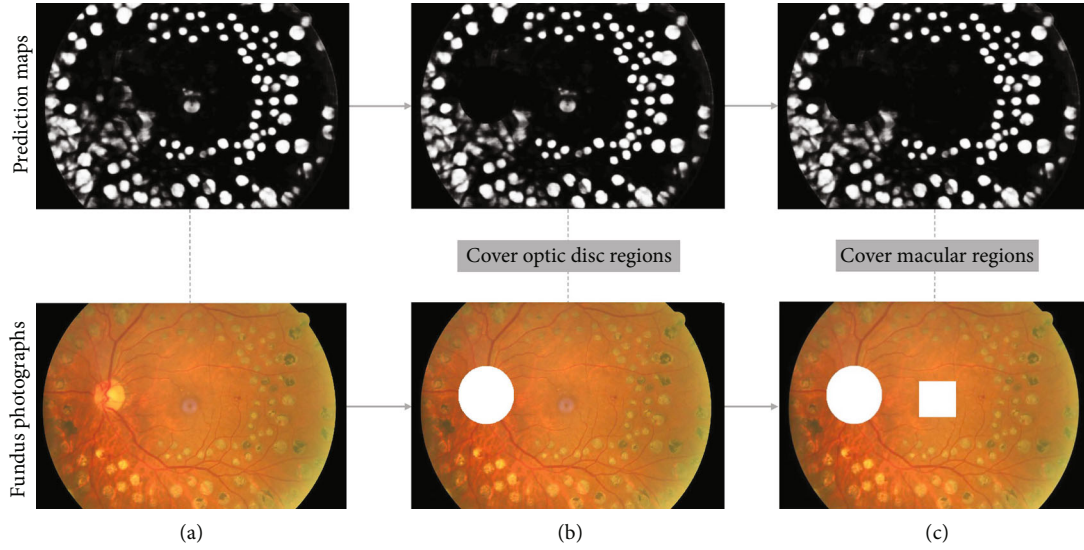 Prediction maps
Cover optic disc regions
Cover macular regions
Fundus photographs
(a)
(b)
(c)